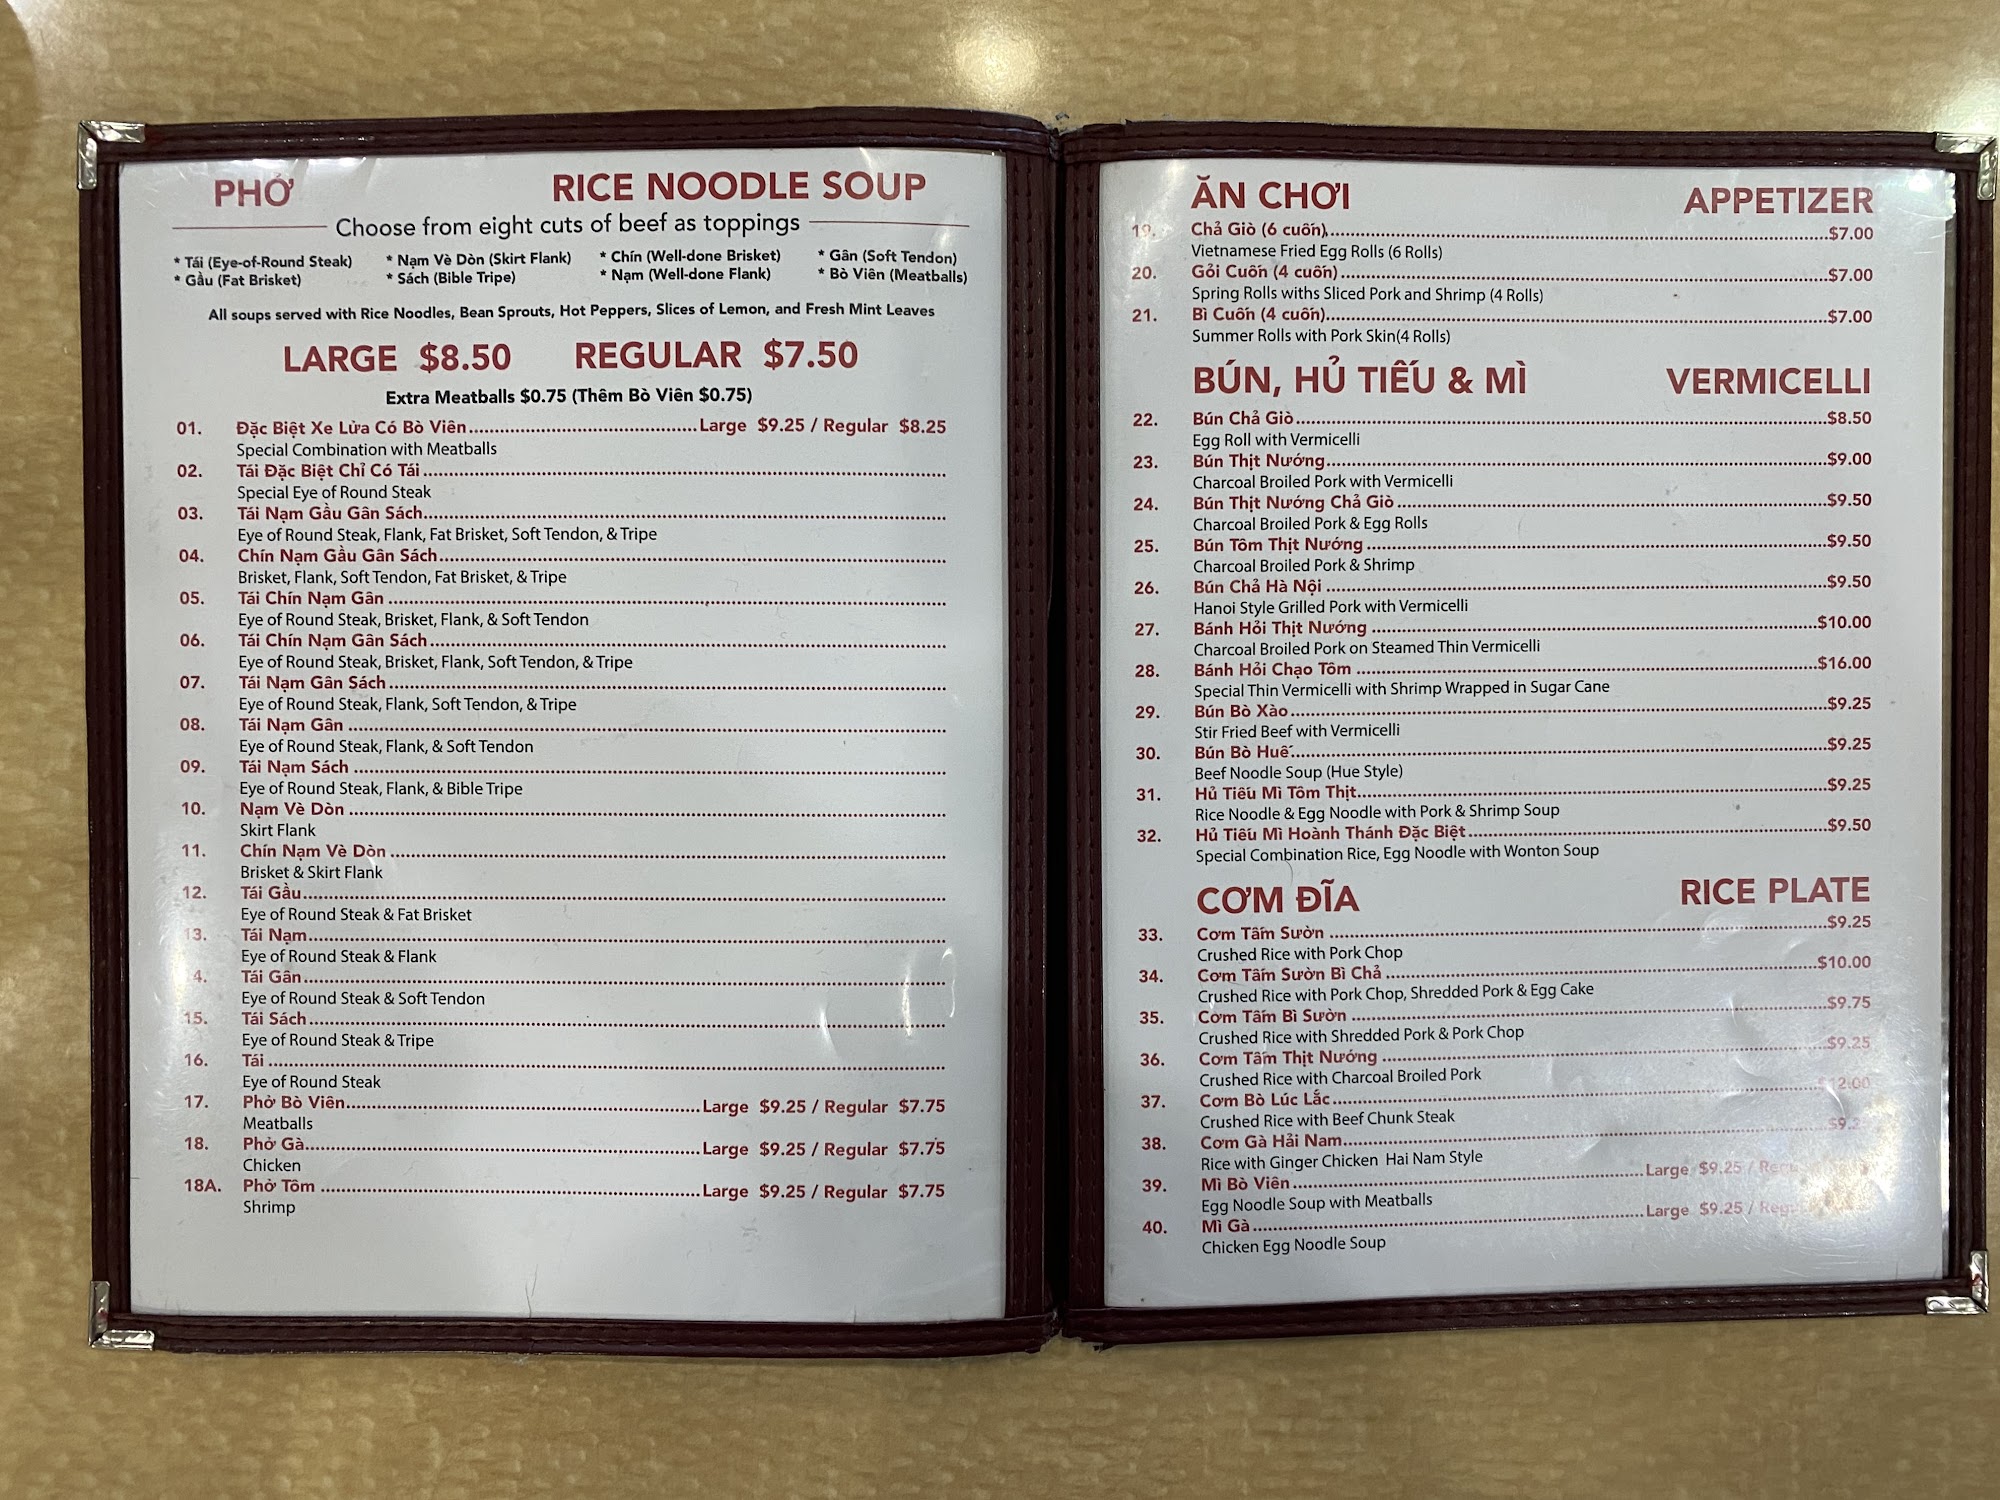 PHỞ RICE NOODLE SOUP
Choose from eight cuts of beef as toppings
* Tái (Eye-of-Round Steak) * Nạm Vè Dòn (Skirt Flank) * Chín (Well-done Brisket) * Gân (Soft Tendon)
* Gầu (Fat Brisket) * Sách (Bible Tripe) * Nạm (Well-done Flank) * Bò Viên (Meatballs)
All soups served with Rice Noodles, Bean Sprouts, Hot Peppers, Slices of Lemon, and Fresh Mint Leaves
LARGE $8.50 REGULAR $7.50
Extra Meatballs $0.75 (Thêm Bò Viên $0.75)
01. Đặc Biệt Xe Lửa Có Bò Viên Large $9.25 / Regular $8.25
Special Combination with Meatballs
02. Tái Đặc Biệt Chỉ Có Tái
Special Eye of Round Steak
03. Tái Nạm Gầu Gân Sách
Eye of Round Steak, Flank, Fat Brisket, Soft Tendon, & Tripe
04. Chín Nạm Gầu Gân Sách
Brisket, Flank, Soft Tendon, Fat Brisket, & Tripe
05. Tái Chín Nạm Gân
Eye of Round Steak, Brisket, Flank, & Soft Tendon
06. Tái Chín Nạm Gân Sách
Eye of Round Steak, Brisket, Flank, Soft Tendon, & Tripe
07. Tái Nạm Gân Sách
Eye of Round Steak, Flank, Soft Tendon, & Tripe
08. Tái Nạm Gân
Eye of Round Steak, Flank, & Soft Tendon
09. Tái Nạm Sách
Eye of Round Steak, Flank, & Bible Tripe
10. Nạm Vè Dòn
Skirt Flank
11. Chín Nạm Vè Dòn
Brisket & Skirt Flank
12. Tái Gầu
Eye of Round Steak & Fat Brisket
13. Tái Nạm
Eye of Round Steak & Flank
4. Tái Gân
Eye of Round Steak & Soft Tendon
15. Tái Sách
Eye of Round Steak & Tripe
16. Tái
Eye of Round Steak
17. Phở Bò Viên Large $9.25 / Regular $7.75
Meatballs
18. Phở Gà Large $9.25 / Regular $7.75
Chicken
18A. Phở Tôm Large $9.25 / Regular $7.75
Shrimp
ĂN CHƠI APPETIZER
19. Chả Giò (6 cuốn) $7.00
Vietnamese Fried Egg Rolls (6 Rolls)
20. Gỏi Cuốn (4 cuốn) $7.00
Spring Rolls withs Sliced Pork and Shrimp (4 Rolls)
21. Bì Cuốn (4 cuốn) $7.00
Summer Rolls with Pork Skin(4 Rolls)
BÚN, HỦ TIẾU & MÌ VERMICELLI
22. Bún Chả Giò $8.50
Egg Roll with Vermicelli
23. Bún Thịt Nướng $9.00
Charcoal Broiled Pork with Vermicelli
24. Bún Thịt Nướng Chả Giò $9.50
Charcoal Broiled Pork & Egg Rolls
25. Bún Tôm Thịt Nướng $9.50
Charcoal Broiled Pork & Shrimp
26. Bún Chả Hà Nội $9.50
Hanoi Style Grilled Pork with Vermicelli
27. Bánh Hỏi Thịt Nướng $10.00
Charcoal Broiled Pork on Steamed Thin Vermicelli
28. Bánh Hỏi Chạo Tôm $16.00
Special Thin Vermicelli with Shrimp Wrapped in Sugar Cane
29. Bún Bò Xào $9.25
Stir Fried Beef with Vermicelli
30. Bún Bò Huế $9.25
Beef Noodle Soup (Hue Style)
31. Hủ Tiếu Mì Tôm Thịt $9.25
Rice Noodle & Egg Noodle with Pork & Shrimp Soup
32. Hủ Tiếu Mì Hoành Thánh Đặc Biệt $9.50
Special Combination Rice, Egg Noodle with Wonton Soup
CƠM ĐĨA RICE PLATE
33. Cơm Tấm Sườn $9.25
Crushed Rice with Pork Chop
34. Cơm Tấm Sườn Bì Chả $10.00
Crushed Rice with Pork Chop, Shredded Pork & Egg Cake
35. Cơm Tấm Bì Sườn $9.75
Crushed Rice with Shredded Pork & Pork Chop
36. Cơm Tấm Thịt Nướng $9.25
Crushed Rice with Charcoal Broiled Pork
37. Cơm Bò Lúc Lắc $12.00
Crushed Rice with Beef Chunk Steak
38. Cơm Gà Hải Nam
Rice with Ginger Chicken Hai Nam Style
39. Mì Bò Viên Large $9.25 /
Egg Noodle Soup with Meatballs
40. Mì Gà Large $9.25 /
Chicken Egg Noodle Soup